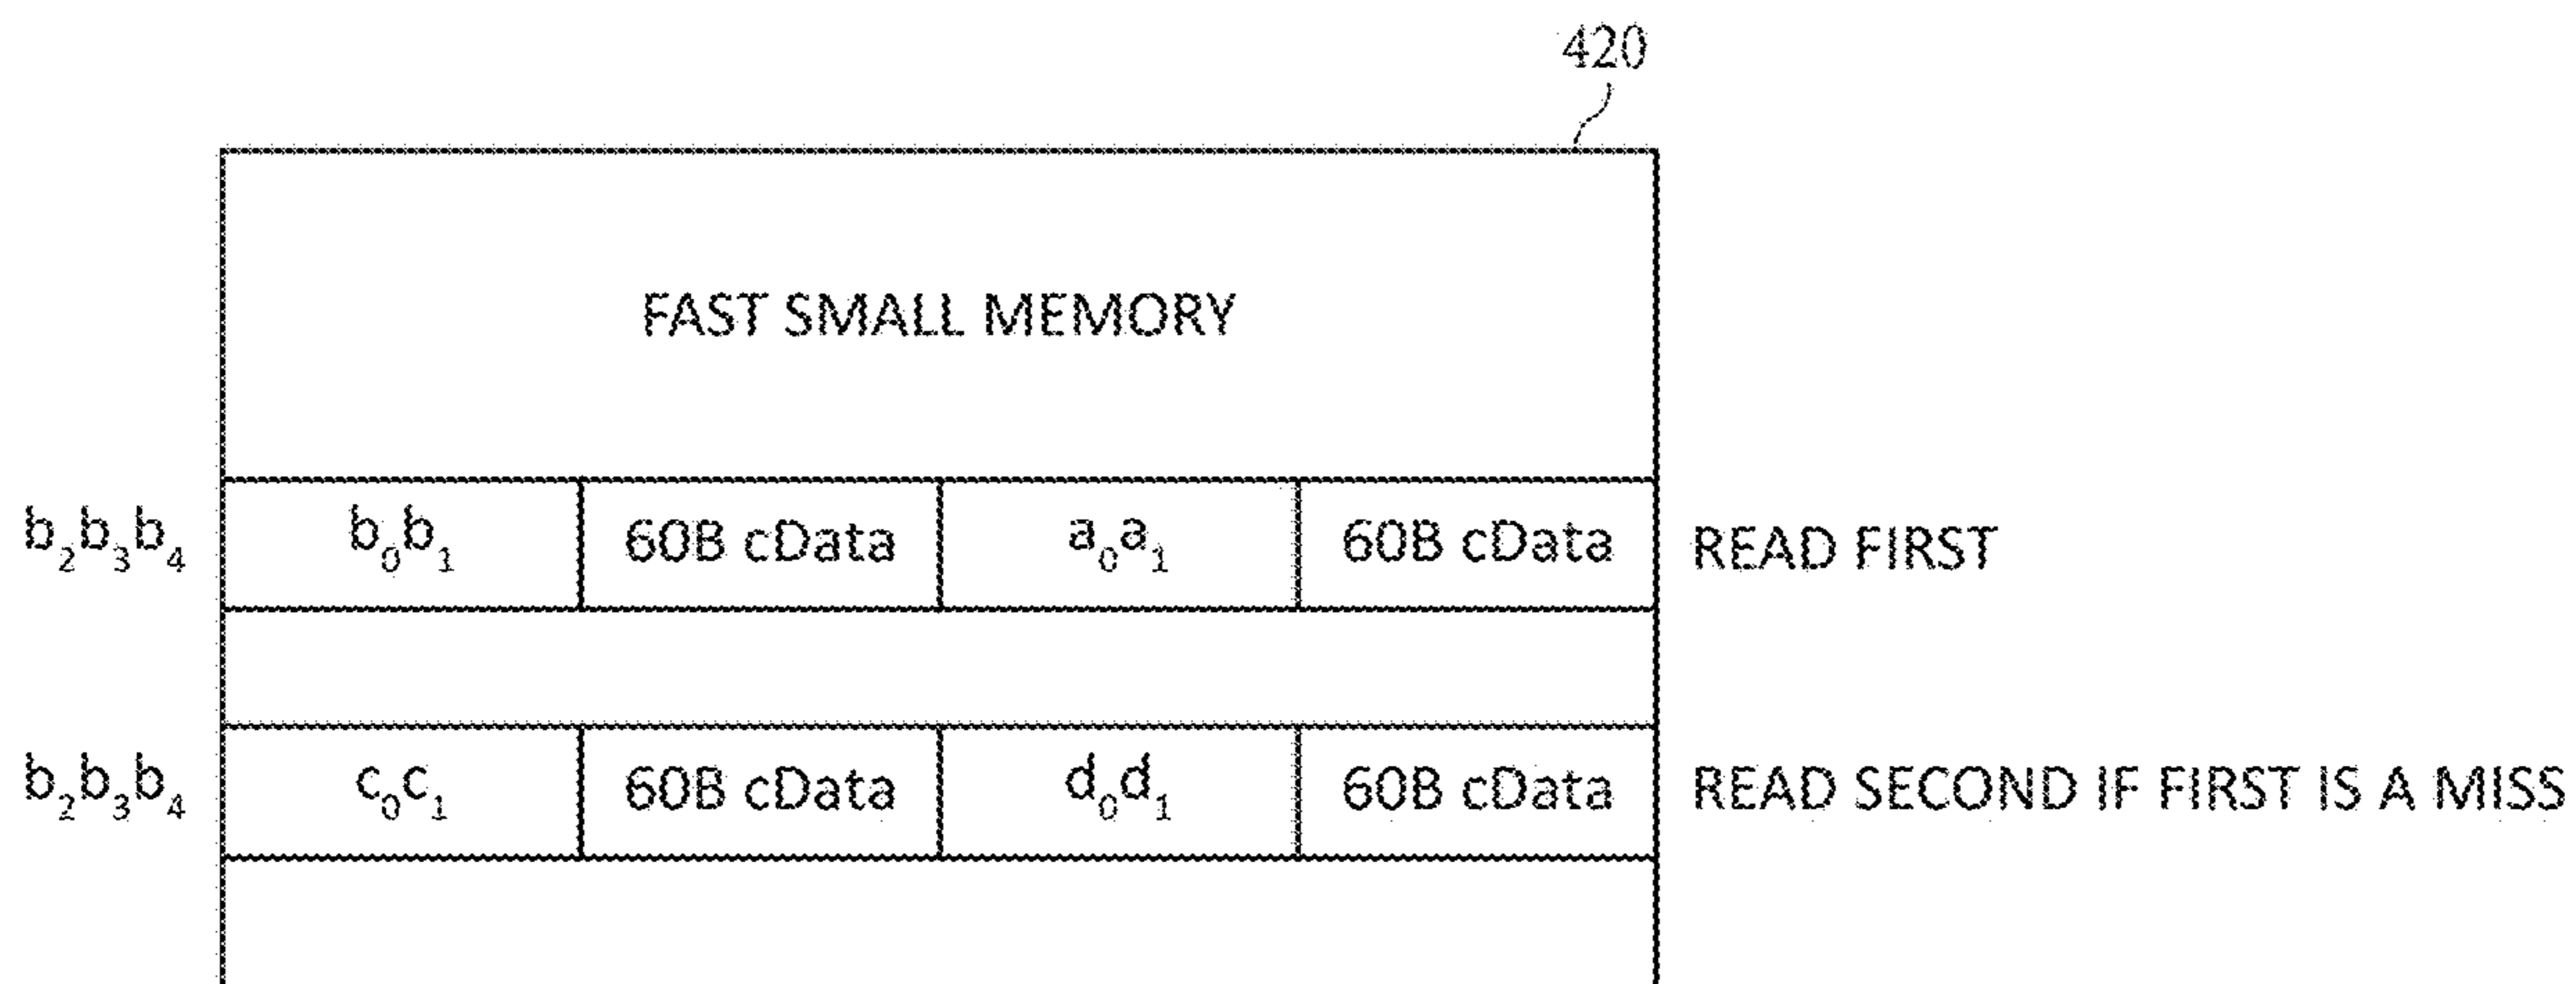 420
FAST SMALL MEMORY
b₂b₃b₄ b₀b₁ 60B cData a₀a₁ 60B cData READ FIRST
b₂b₃b₄ c₀c₁ 60B cData d₀d₁ 60B cData READ SECOND IF FIRST IS A MISS